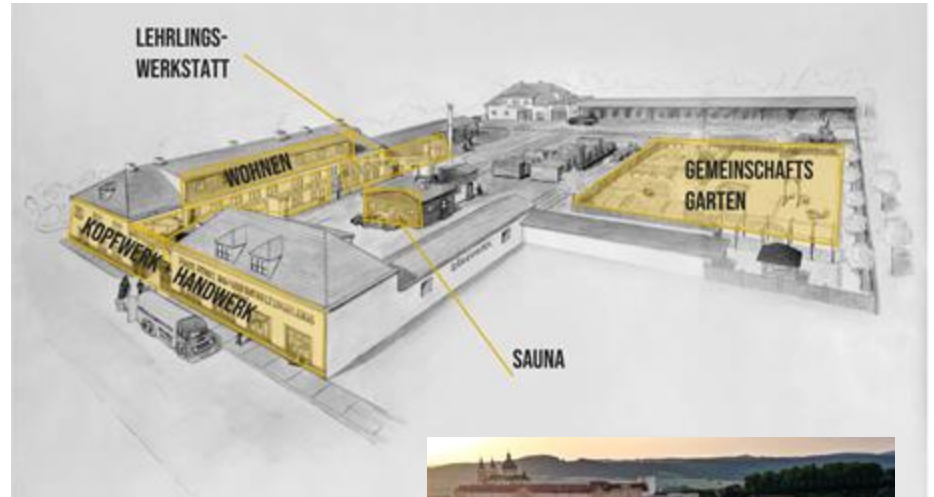 LEHRLINGS-
WERKSTATT
WOHNEN
GEMEINSCHAFTS
GARTEN
KOPFWERK
HANDWERK
SAUNA